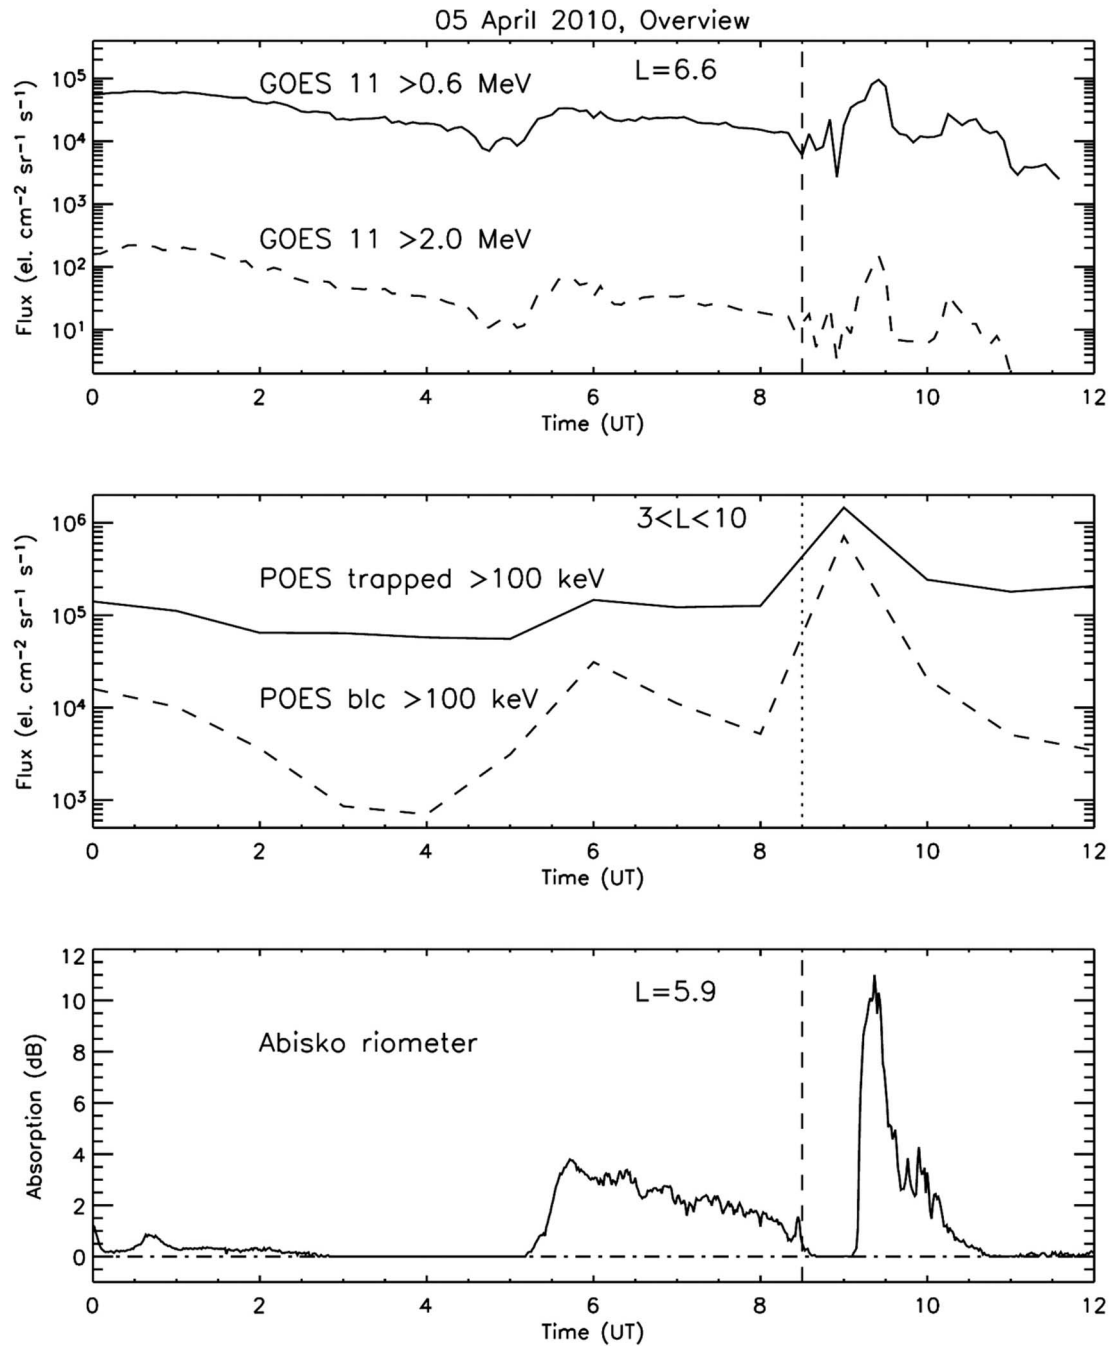 05 April 2010, Overview
GOES 11 >0.6 MeV
L=6.6
GOES 11 >2.0 MeV
Flux (el. cm⁻² sr⁻¹ s⁻¹)
10⁵
10⁴
10³
10²
10¹
0 2 4 6 8 10 12
Time (UT)
3<L<10
POES trapped >100 keV
POES blc >100 keV
Flux (el. cm⁻² sr⁻¹ s⁻¹)
10⁶
10⁵
10⁴
10³
0 2 4 6 8 10 12
Time (UT)
L=5.9
Abisko riometer
Absorption (dB)
12
10
8
6
4
2
0
0 2 4 6 8 10 12
Time (UT)